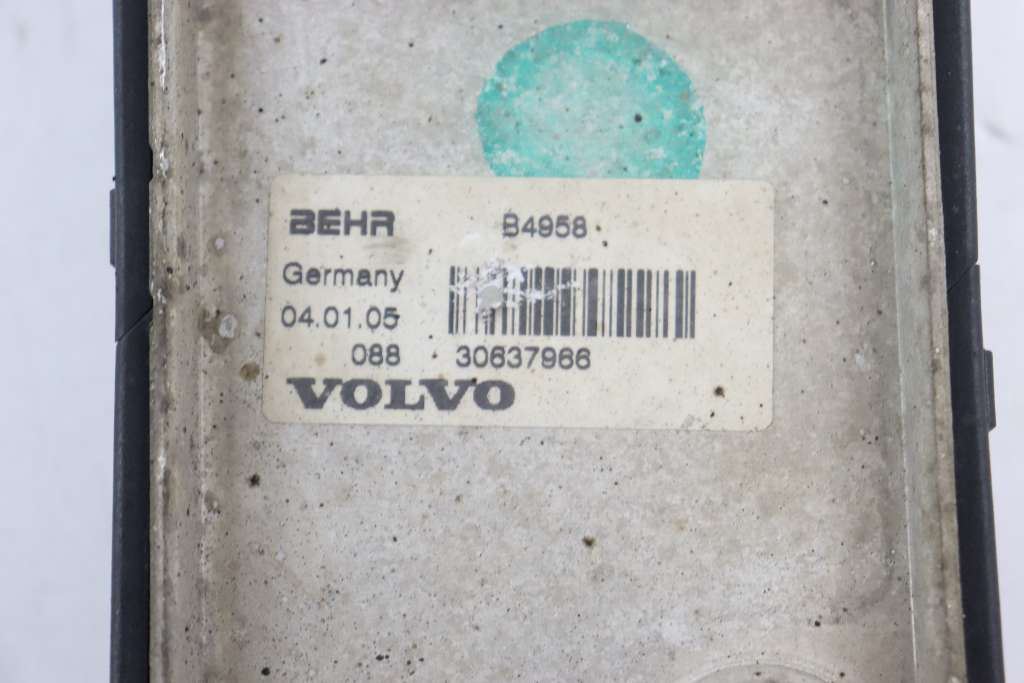 BEHR B4958
Germany
04.01.05
088 30637966
VOLVO